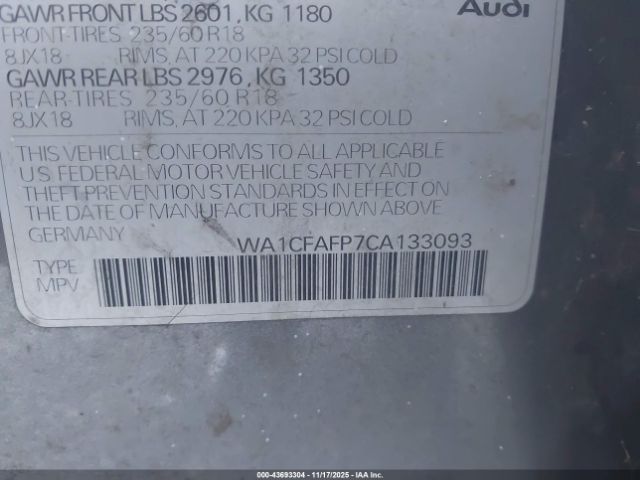 GAWR FRONT LBS 2601, KG 1180
Audi
FRONT-TIRES 235/60 R18
8JX18 RIMS, AT 220 KPA 32 PSI COLD
GAWR REAR LBS 2976, KG 1350
REAR-TIRES 235/60 R18
8JX18 RIMS, AT 220 KPA 32 PSI COLD
THIS VEHICLE CONFORMS TO ALL APPLICABLE
U.S FEDERAL MOTOR VEHICLE SAFETY AND
THEFT PREVENTION STANDARDS IN EFFECT ON
THE DATE OF MANUFACTURE SHOWN ABOVE
GERMANY WA1CFAFP7CA133093
TYPE
MPV
000-43693304 - 11/17/2025 - IAAI.CA